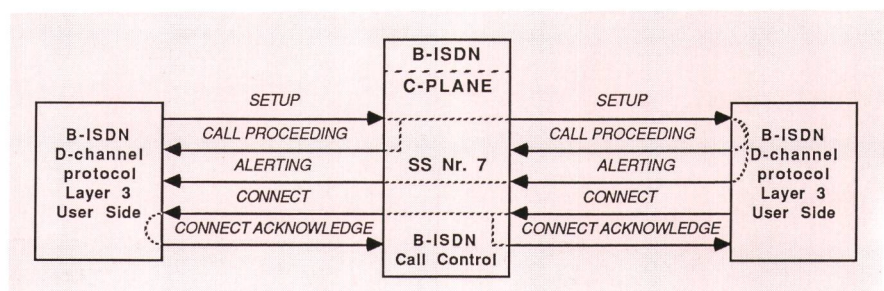 B-ISDN
C-PLANE
SETUP
SETUP
CALL PROCEEDING
CALL PROCEEDING
ALERTING
SS Nr. 7
ALERTING
CONNECT
CONNECT
CONNECT ACKNOWLEDGE
CONNECT ACKNOWLEDGE
B-ISDN
D-channel
protocol
Layer 3
User Side
B-ISDN
Call Control
B-ISDN
D-channel
protocol
Layer 3
User Side